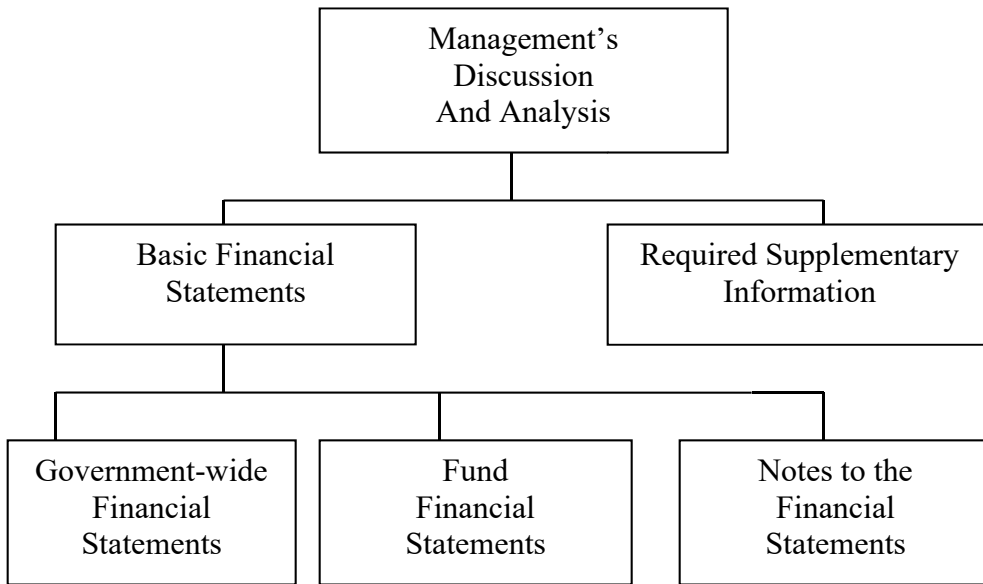 Management’s
Discussion
And Analysis
Basic Financial
Statements
Required Supplementary
Information
Government-wide
Financial
Statements
Fund
Financial
Statements
Notes to the
Financial
Statements